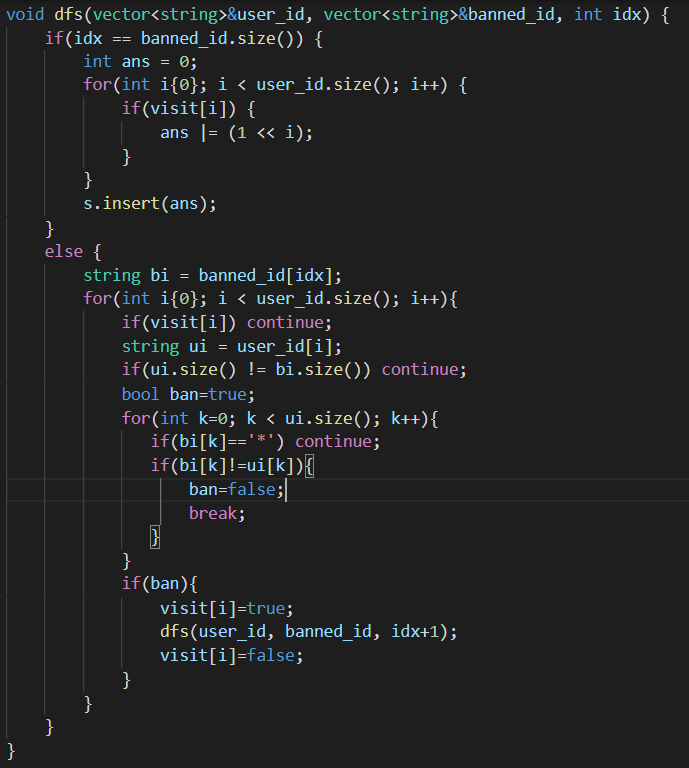 void dfs(vector<string>&user_id, vector<string>&banned_id, int idx) {
    if(idx == banned_id.size()) {
        int ans = 0;
        for(int i{0}; i < user_id.size(); i++) {
            if(visit[i]) {
                ans |= (1 << i);
            }
        }
        s.insert(ans);
    }
    else {
        string bi = banned_id[idx];
        for(int i{0}; i < user_id.size(); i++){
            if(visit[i]) continue;
            string ui = user_id[i];
            if(ui.size() != bi.size()) continue;
            bool ban=true;
            for(int k=0; k < ui.size(); k++){
               if(bi[k]=='*') continue;
               if(bi[k]!=ui[k]){
                   ban=false;
                   break;
               }
            }
            if(ban){
                visit[i]=true;
                dfs(user_id, banned_id, idx+1);
                visit[i]=false;
            }
        }
    }
}